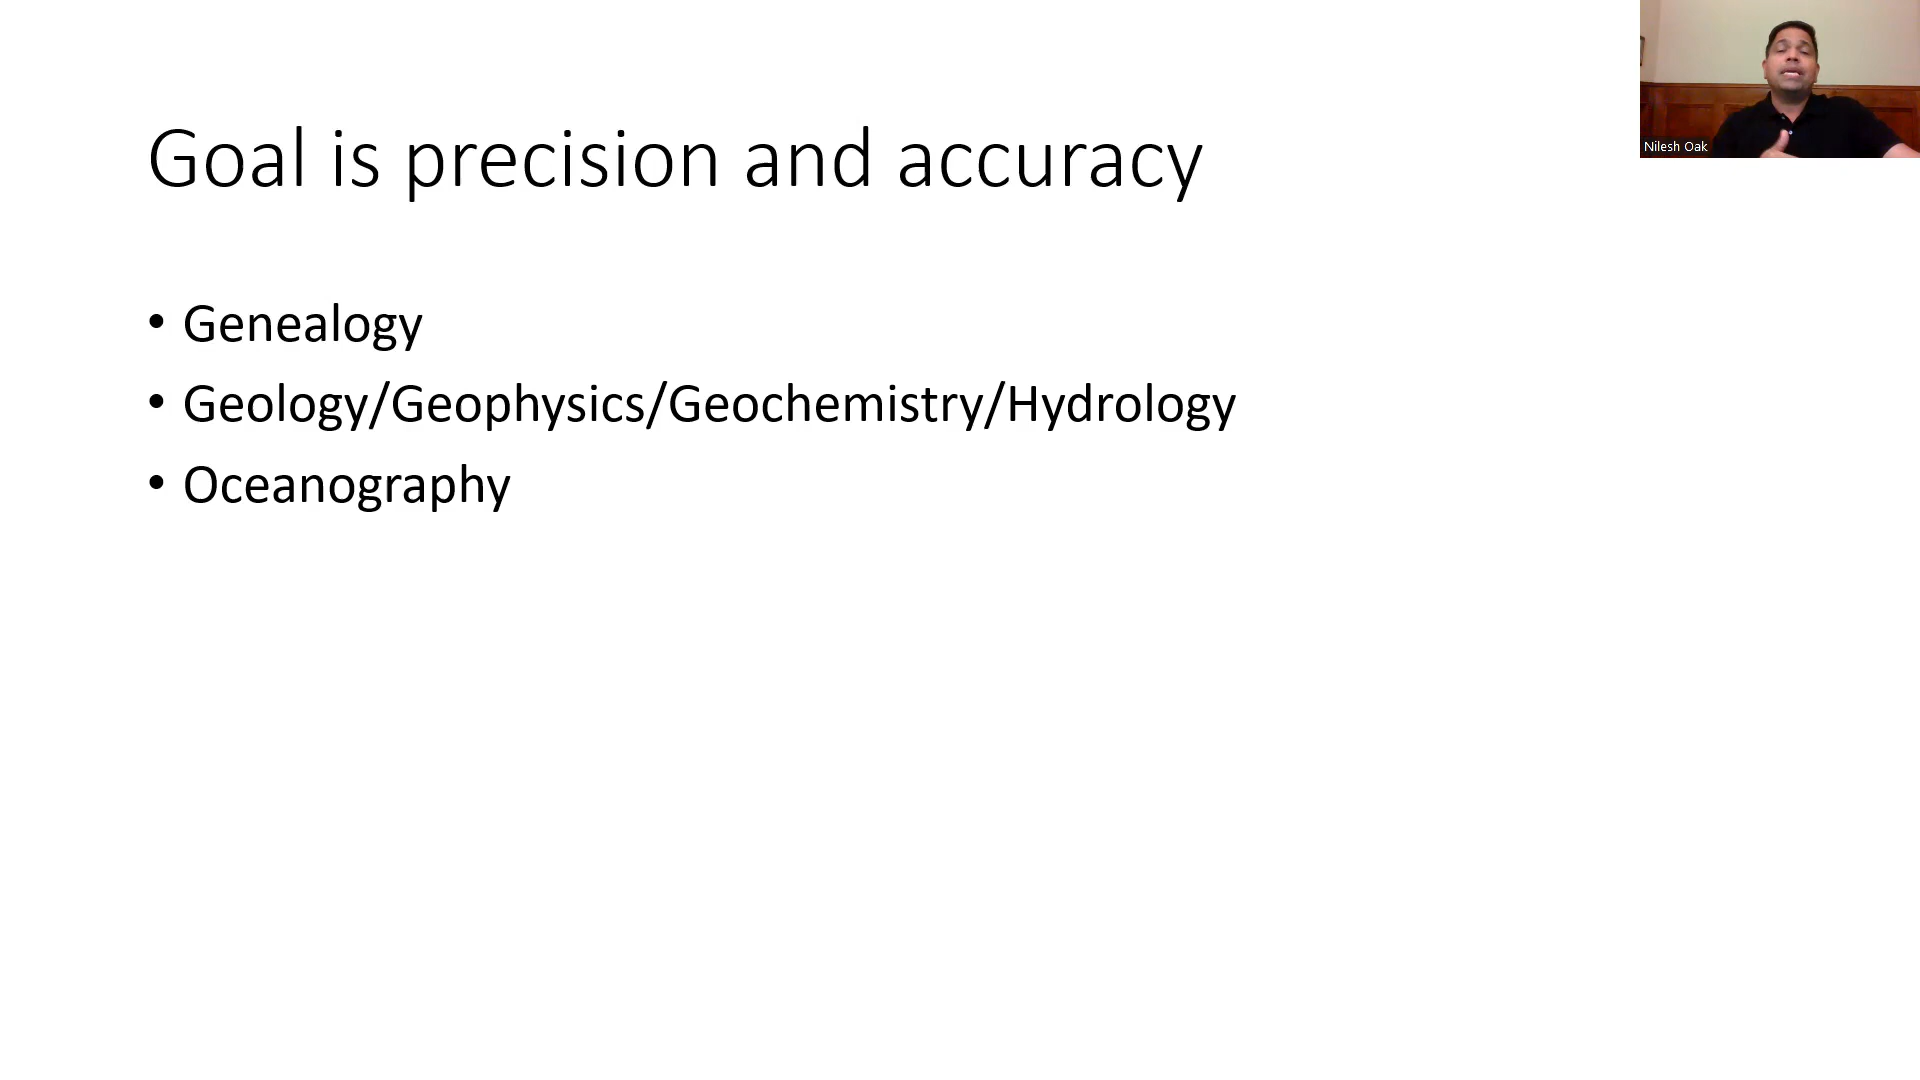 Goal is precision and accuracy
• Genealogy
• Geology/Geophysics/Geochemistry/Hydrology
• Oceanography
Nilesh Oak